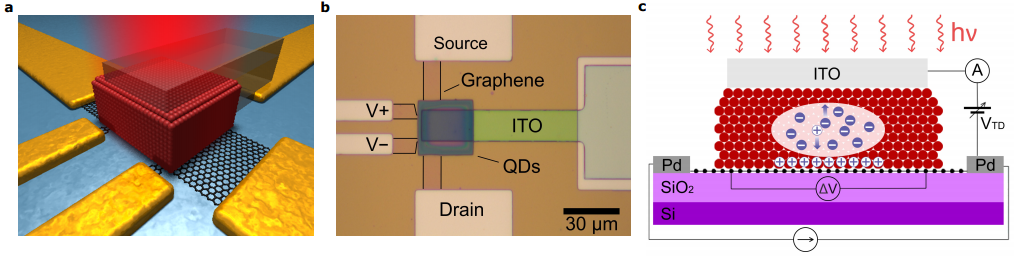 a
b
Source
Graphene
V+
V−
ITO
QDs
Drain
30 μm
c
hν
ITO
A
V_TD
Pd
Pd
SiO₂
ΔV
Si